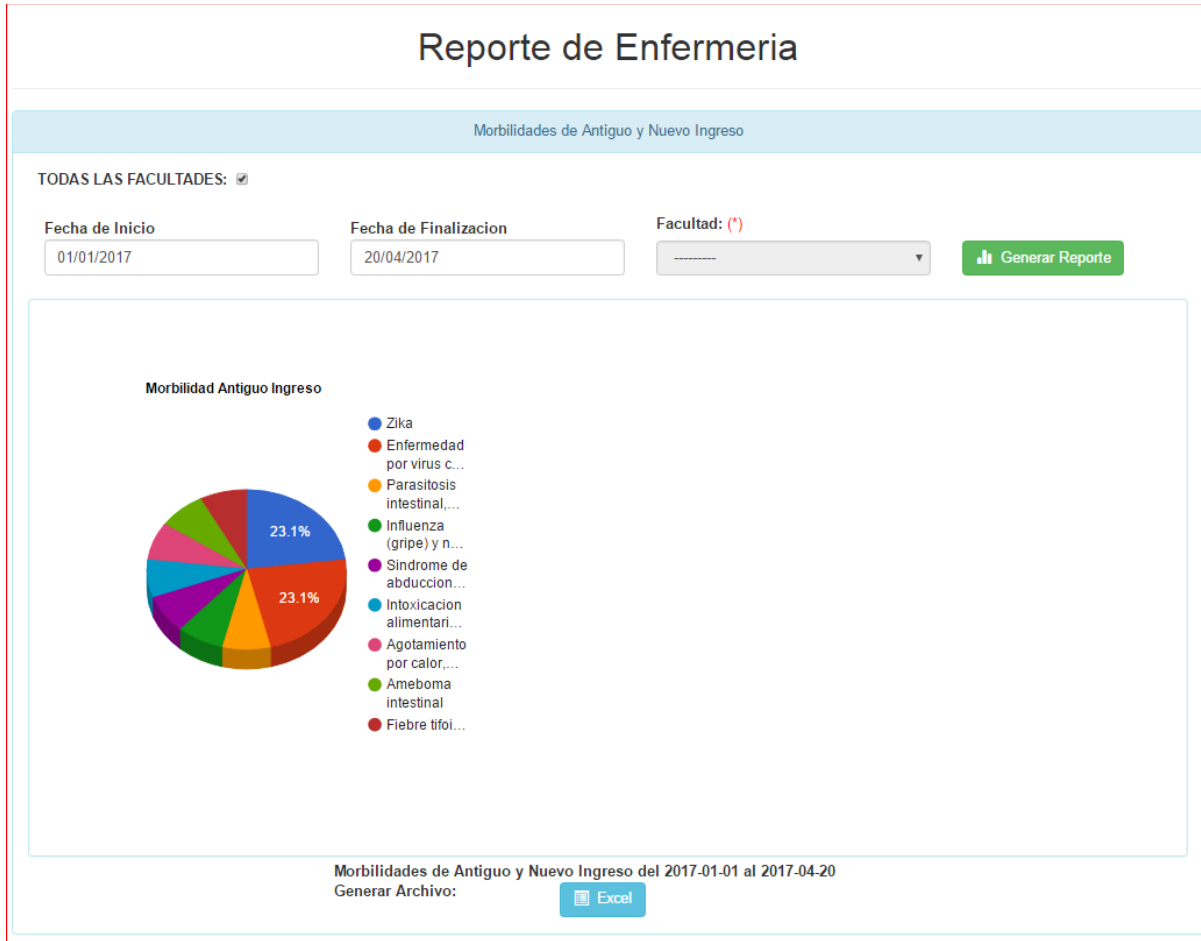 Reporte de Enfermeria
Morbilidades de Antiguo y Nuevo Ingreso
TODAS LAS FACULTADES:
Fecha de Inicio
01/01/2017
Fecha de Finalizacion
20/04/2017
Facultad: (*)
---------
Generar Reporte
Morbilidad Antiguo Ingreso
23.1%
23.1%
Zika
Enfermedad
por virus c...
Parasitosis
intestinal,...
Influenza
(gripe) y n...
Sindrome de
abduccion...
Intoxicacion
alimentari...
Agotamiento
por calor,...
Ameboma
intestinal
Fiebre tifoi...
Morbilidades de Antiguo y Nuevo Ingreso del 2017-01-01 al 2017-04-20
Generar Archivo:
Excel